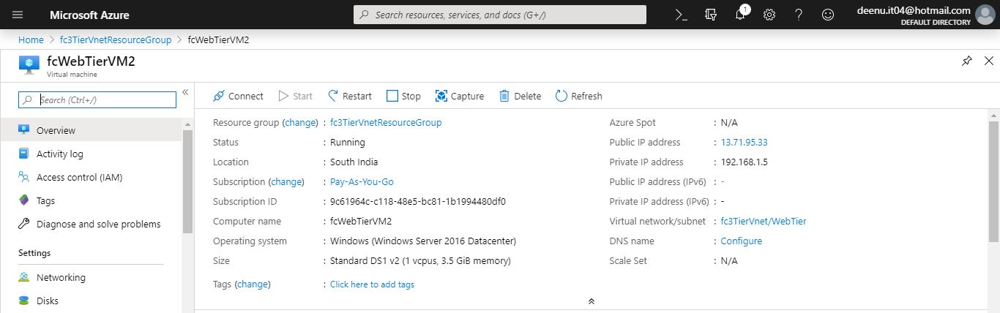 Microsoft Azure
Search resources, services, and docs (G+/)
1
deenu.it04@hotmail.com
DEFAULT DIRECTORY
Home > fc3TierVnetResourceGroup > fcWebTierVM2
fcWebTierVM2
Virtual machine
Search (Ctrl+/)
«
Overview
Activity log
Access control (IAM)
Tags
Diagnose and solve problems
Settings
Networking
Disks
Connect Start Restart Stop Capture Delete Refresh
Resource group (change) : fc3TierVnetResourceGroup
Status : Running
Location : South India
Subscription (change) : Pay-As-You-Go
Subscription ID : 9c61964c-c118-48e5-bc81-1b1994480df0
Computer name : fcWebTierVM2
Operating system : Windows (Windows Server 2016 Datacenter)
Size : Standard DS1 v2 (1 vcpus, 3.5 GiB memory)
Tags (change) : Click here to add tags
Azure Spot : N/A
Public IP address : 13.71.95.33
Private IP address : 192.168.1.5
Public IP address (IPv6) : -
Private IP address (IPv6) : -
Virtual network/subnet : fc3TierVnet/WebTier
DNS name : Configure
Scale Set : N/A